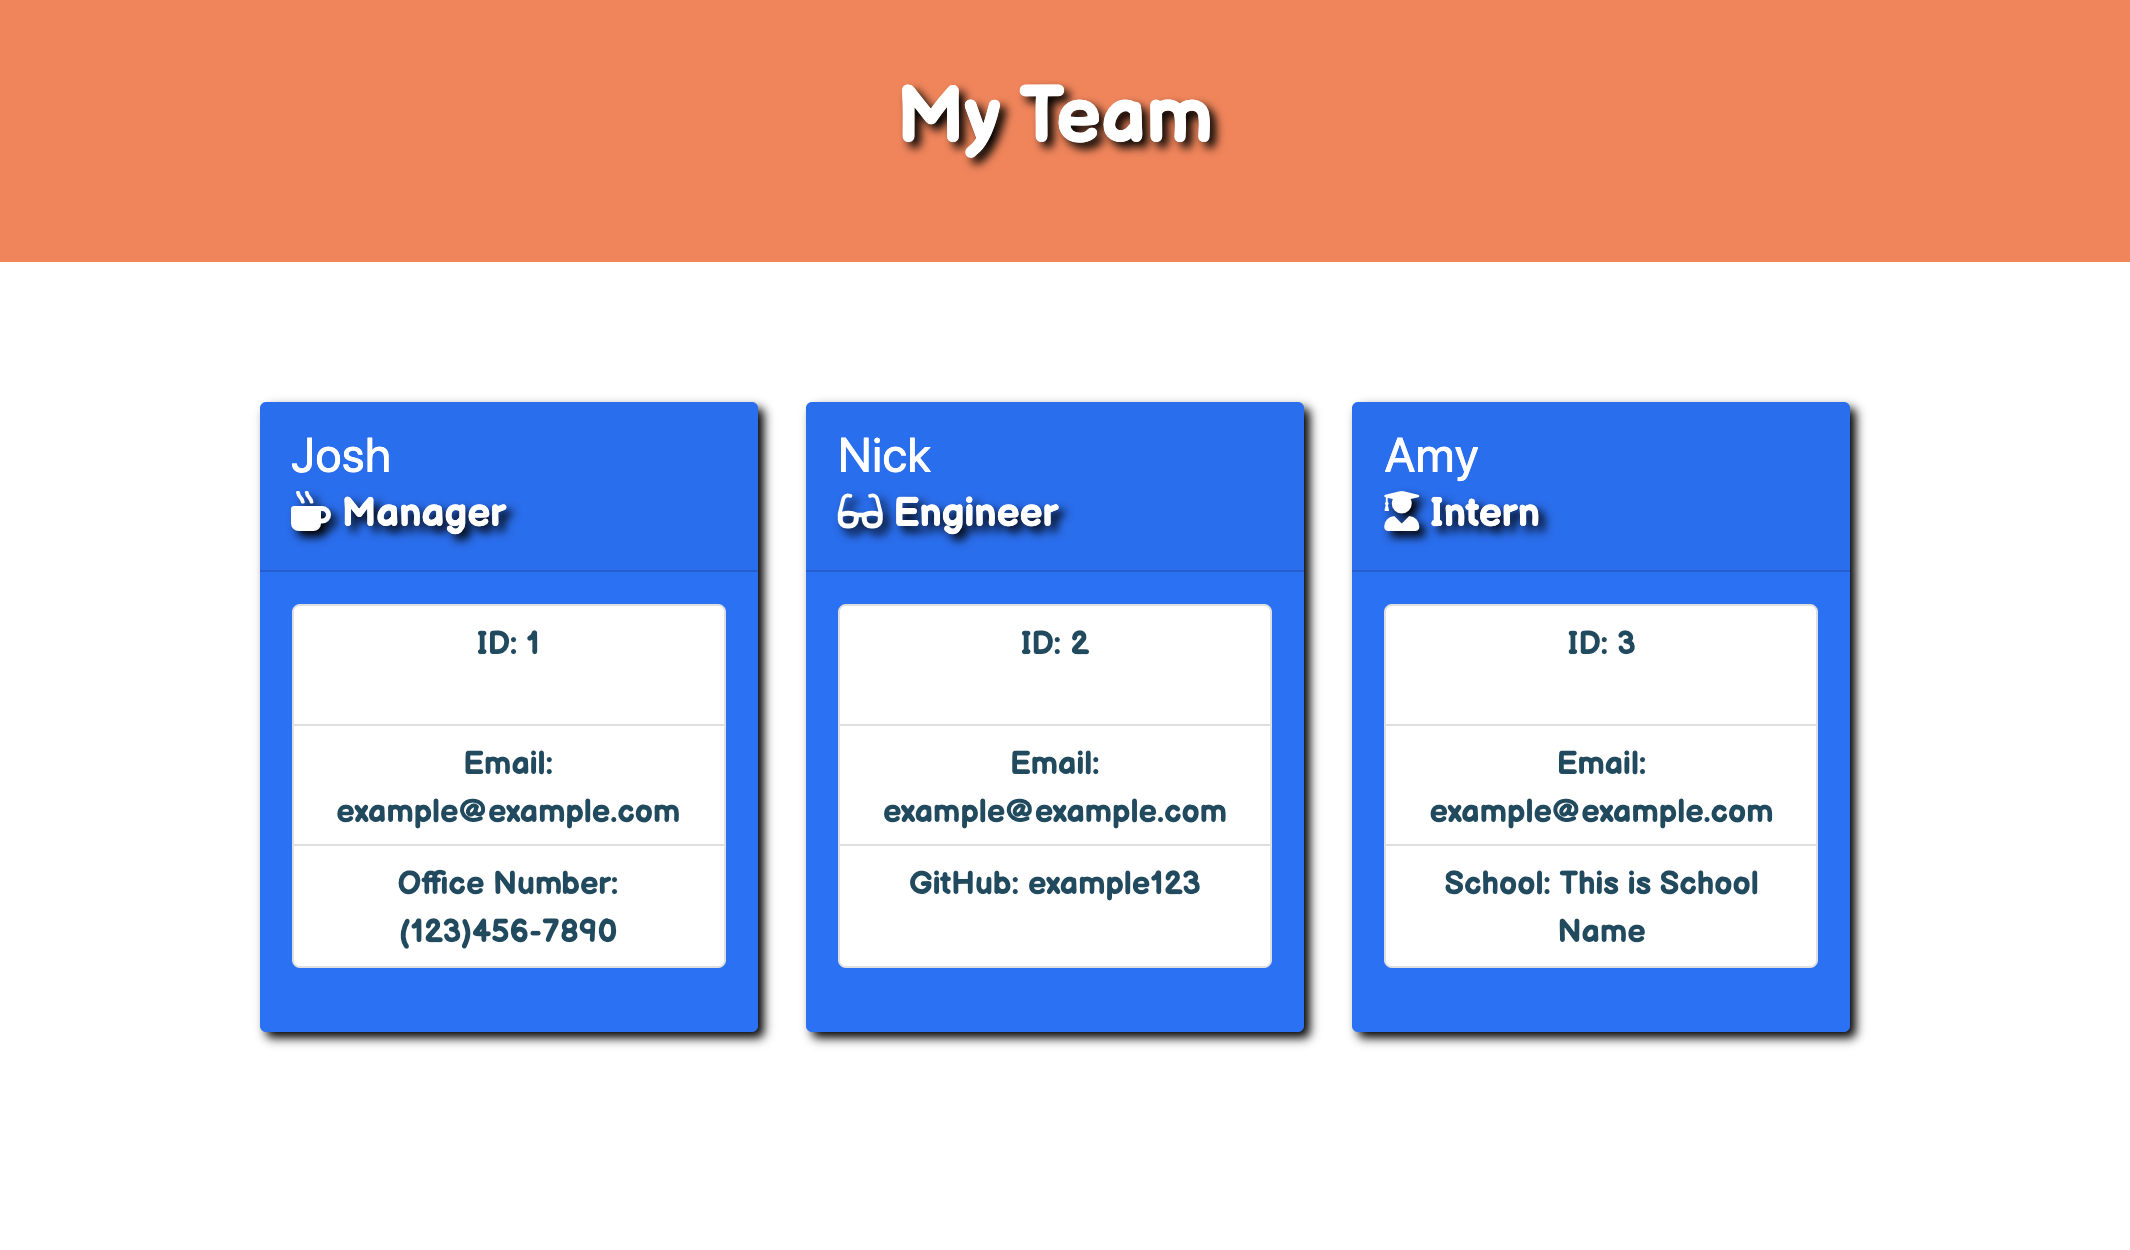 My Team
Josh
Manager
ID: 1
Email:
example@example.com
Office Number:
(123)456-7890
Nick
Engineer
ID: 2
Email:
example@example.com
GitHub: example123
Amy
Intern
ID: 3
Email:
example@example.com
School: This is School
Name